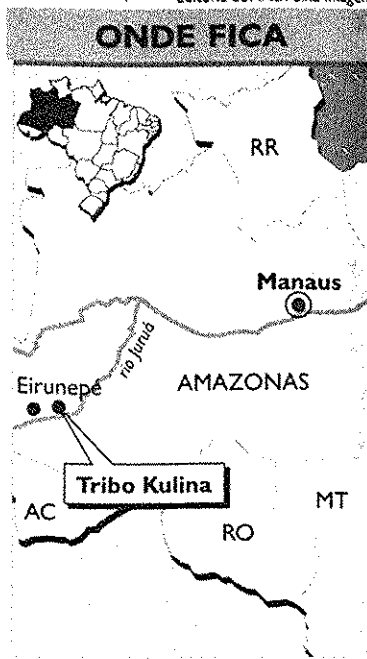 ONDE FICA
RR
Manaus
rio Juruá
Eirunepé
AMAZONAS
Tribo Kulina
AC
MT
RO